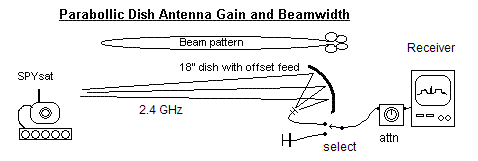 Parabollic Dish Antenna Gain and Beamwidth
Beam pattern
Receiver
18" dish with offset feed
SPYsat
2.4 GHz
attn
select